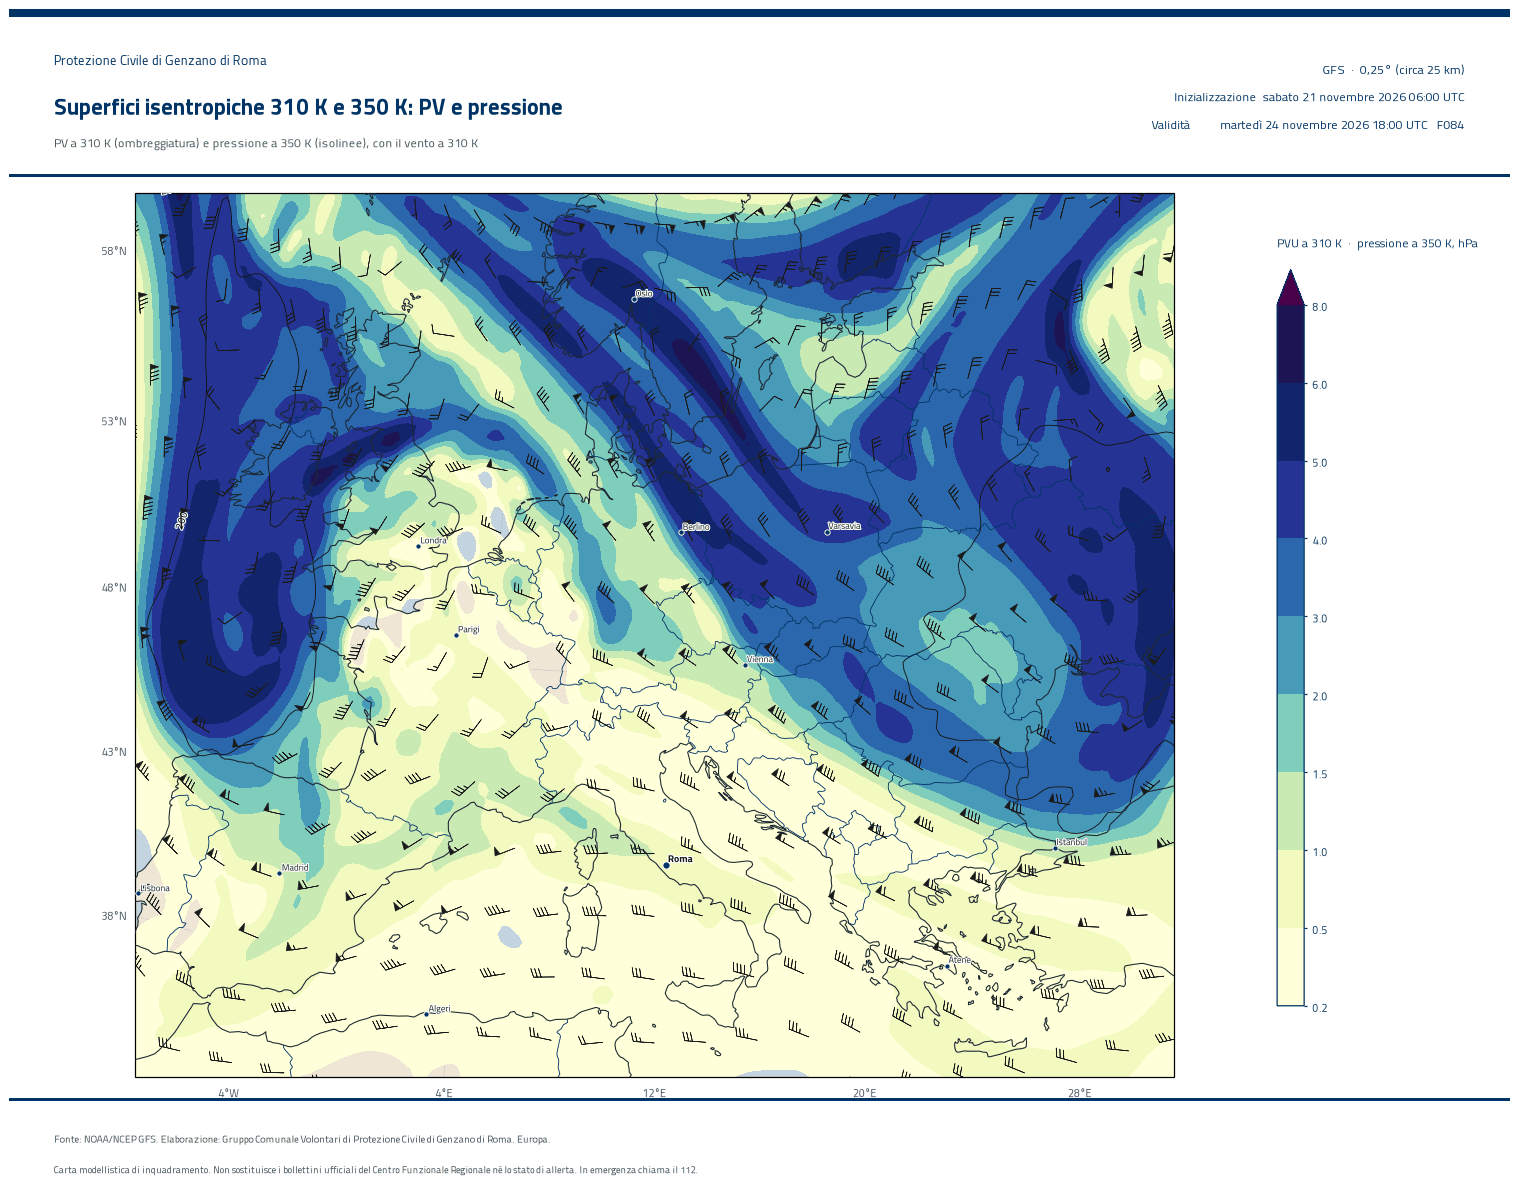 Protezione Civile di Genzano di Roma
Superfici isentropiche 310 K e 350 K: PV e pressione
PV a 310 K (ombreggiatura) e pressione a 350 K (isolinee), con il vento a 310 K
GFS · 0,25° (circa 25 km)
Inizializzazione sabato 21 novembre 2026 06:00 UTC
Validità martedì 24 novembre 2026 18:00 UTC F084
PVU a 310 K · pressione a 350 K, hPa
8.0
6.0
5.0
4.0
3.0
2.0
1.5
1.0
0.5
0.2
58°N
53°N
48°N
43°N
38°N
4°W
4°E
12°E
20°E
28°E
Oslo
200
Berlino
Varsavia
Londra
Parigi
Vienna
Istanbul
Roma
Madrid
Lisbona
Atene
Algeri
Fonte: NOAA/NCEP GFS. Elaborazione: Gruppo Comunale Volontari di Protezione Civile di Genzano di Roma. Europa.
Carta modellistica di inquadramento. Non sostituisce i bollettini ufficiali del Centro Funzionale Regionale né lo stato di allerta. In emergenza chiama il 112.